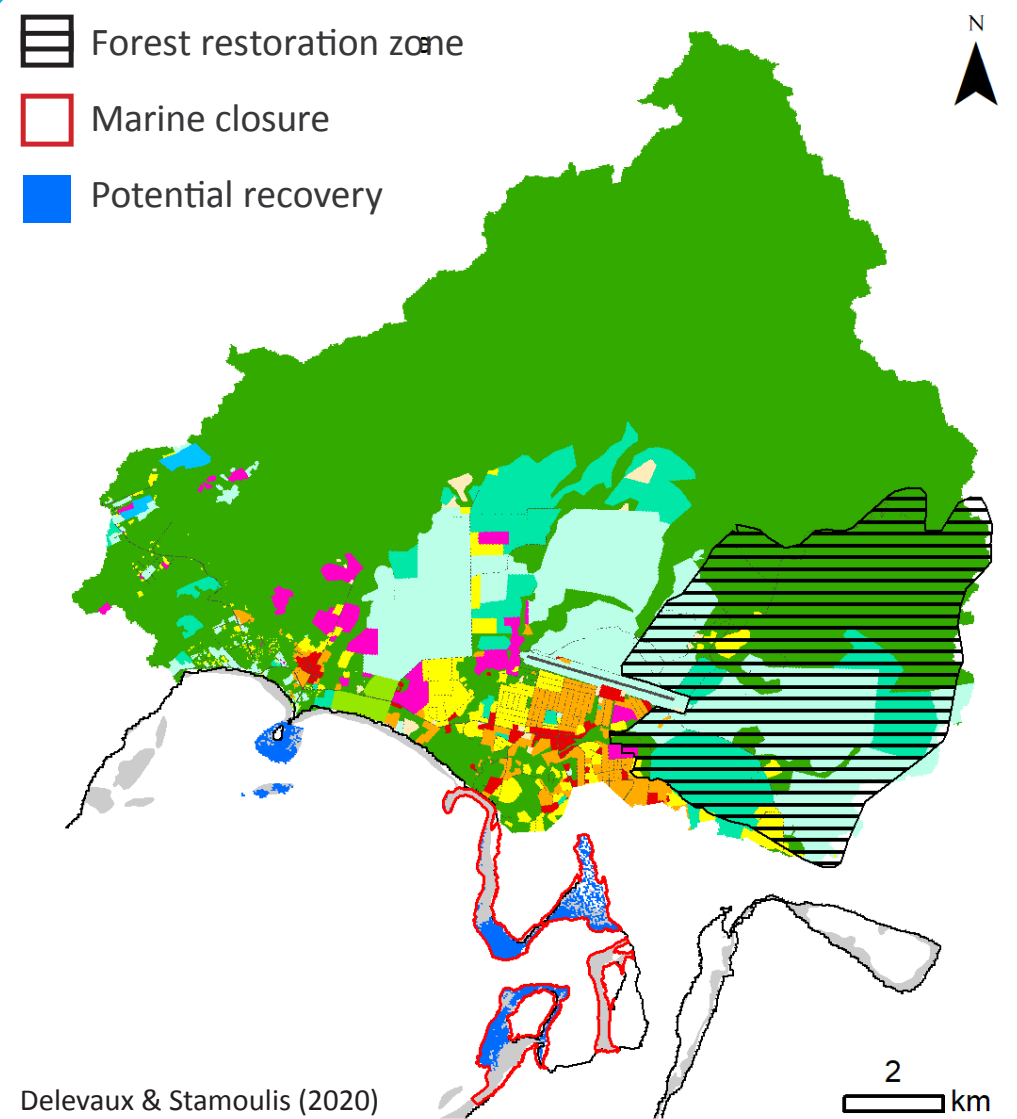 Forest restoration zone
Marine closure
Potential recovery
N
2
km
Delevaux & Stamoulis (2020)